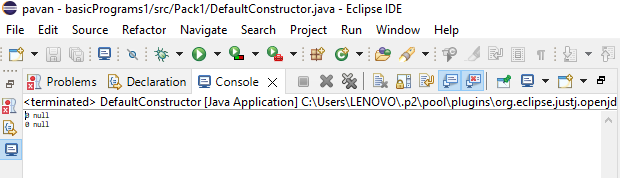 pavan - basicPrograms1/src/Pack1/DefaultConstructor.java - Eclipse IDE
File Edit Source Refactor Navigate Search Project Run Window Help
Problems Declaration Console
<terminated> DefaultConstructor [Java Application] C:\Users\LENOVO\.p2\pool\plugins\org.eclipse.justj.openjd
0 null
0 null